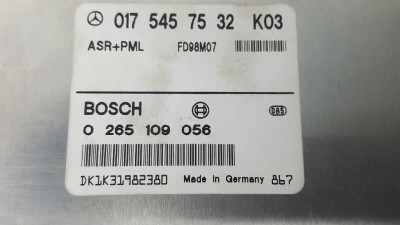 017 545 75 32 K03
ASR+PML FD98M07
BOSCH
0 265 109 056
DK1K31982380 Made in Germany 867